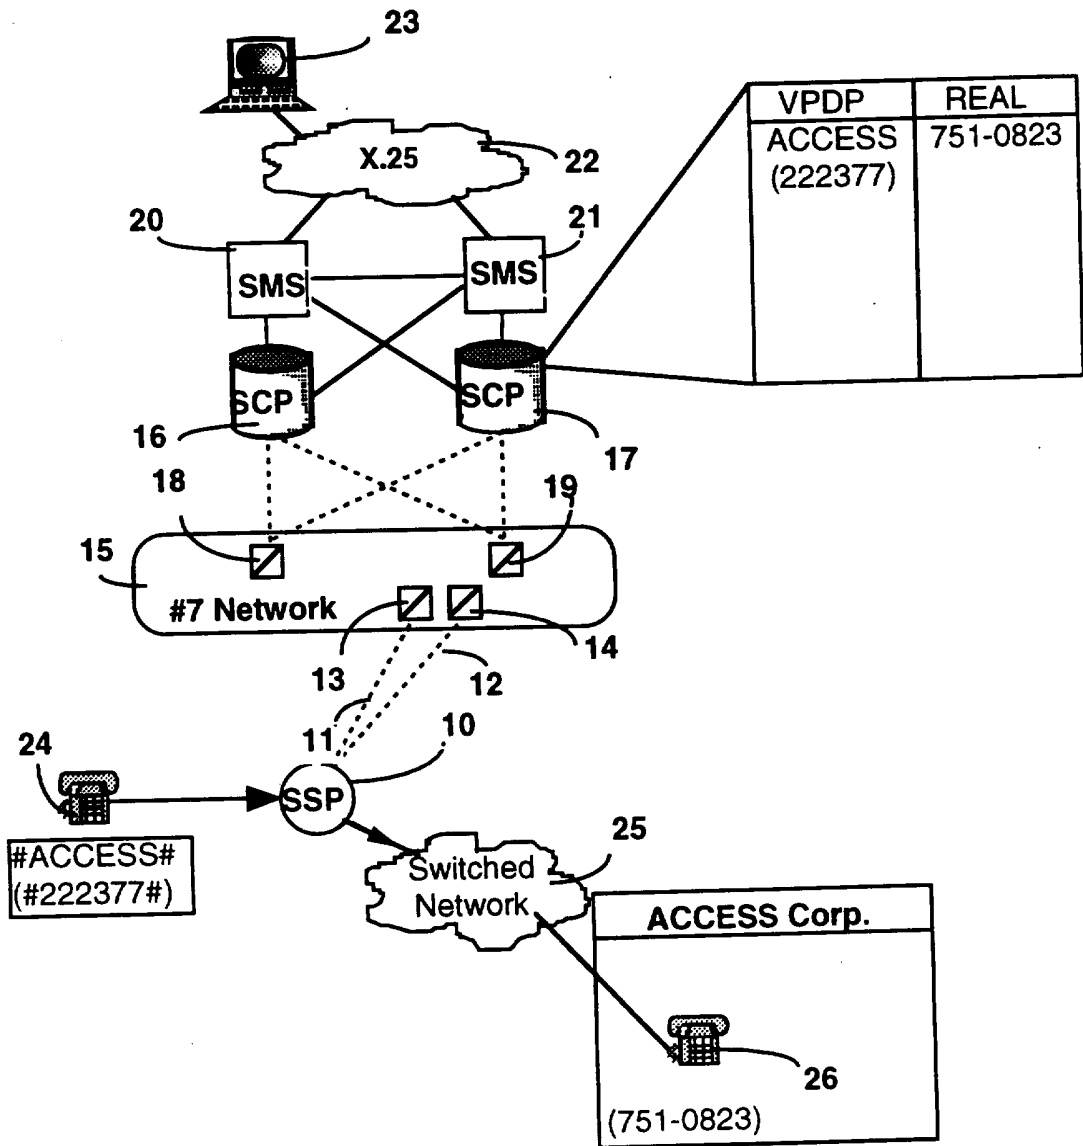 23
VPDP REAL
ACCESS 751-0823
(222377)
X.25
22
20
21
SMS
SMS
SCP
SCP
16
17
18
19
15
#7 Network
13
12
14
11
10
24
SSP
#ACCESS#
(#222377#)
25
Switched
Network
ACCESS Corp.
26
(751-0823)